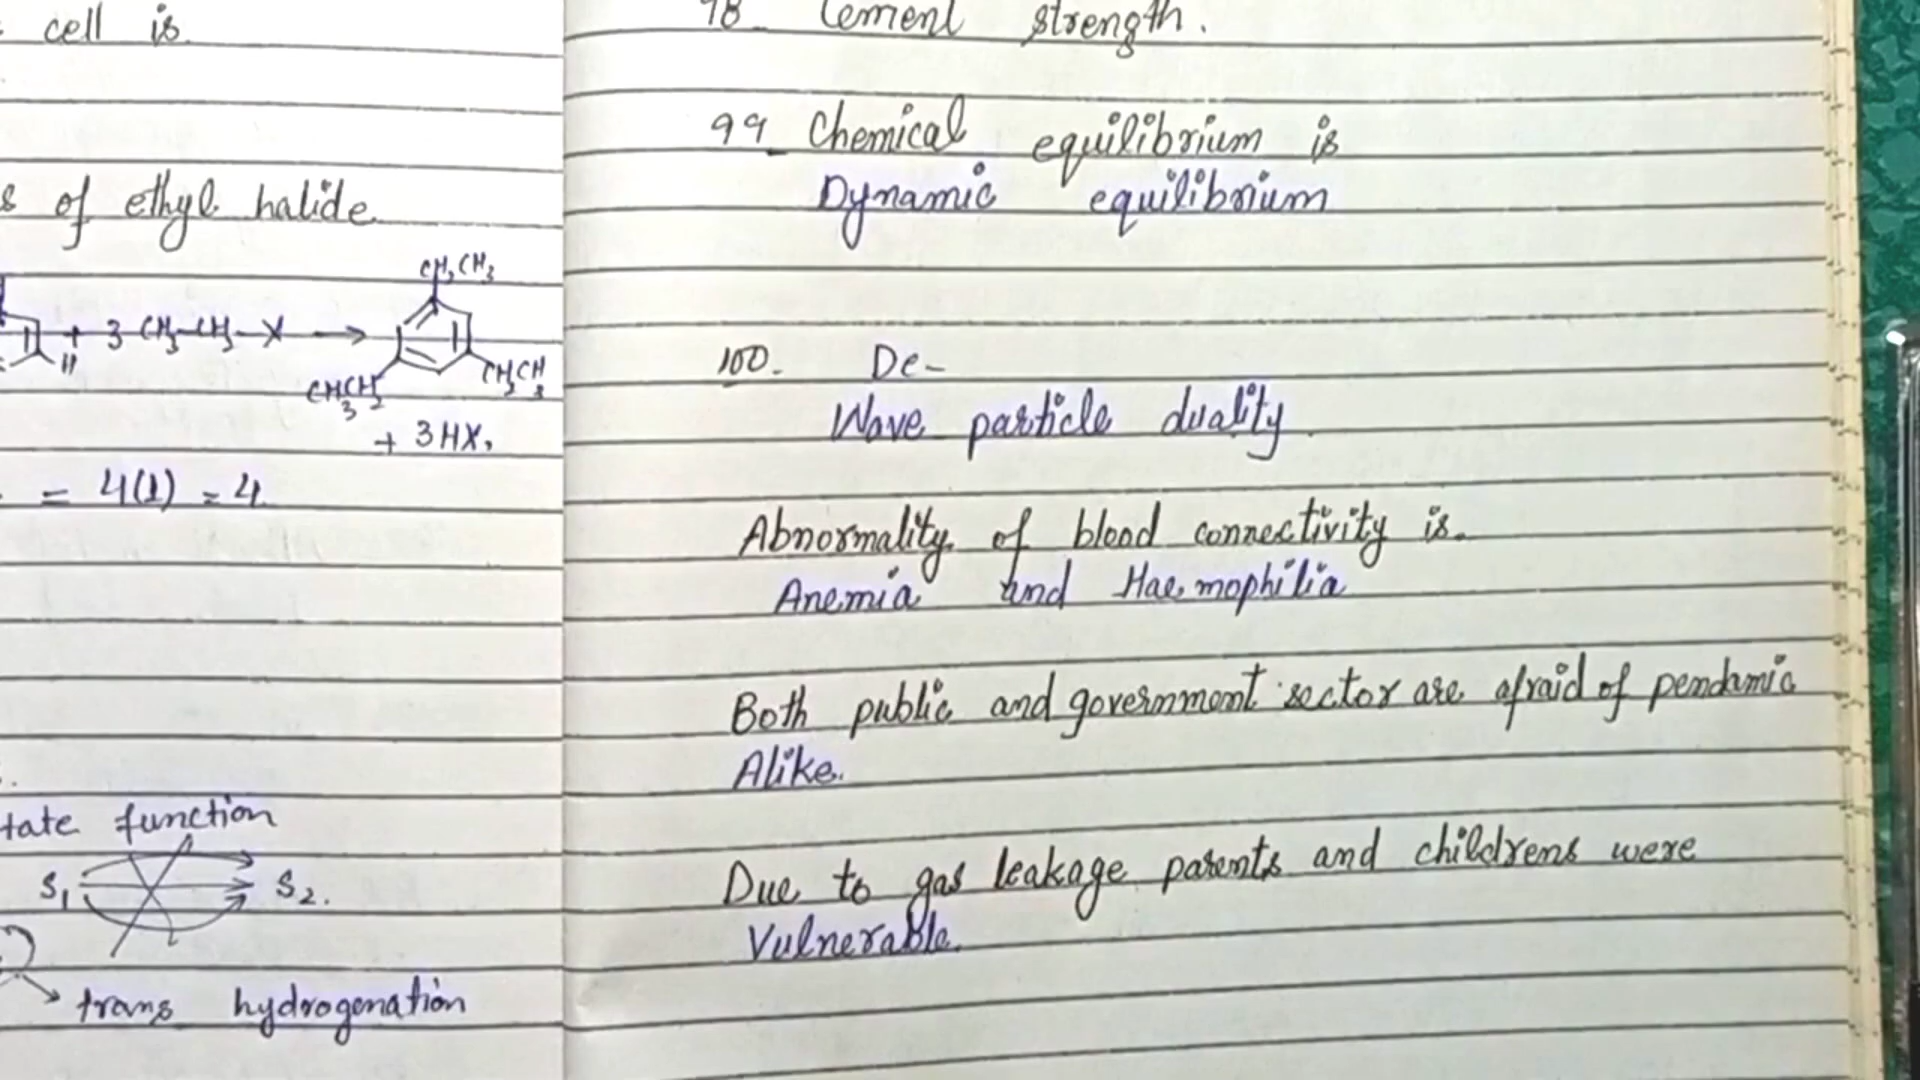 cell is
of ethyl halide
CH2CH3
+ 3 CH3-CH2-X →
H
CH2CH3
CH3CH2
+ 3HX,
= 4(1) = 4
tate function
S1 S2.
trans hydrogenation
98 Cement strength.
99 Chemical equilibrium is
Dynamic equilibrium
100. De-
Wave particle duality
Abnormality of blood connectivity is.
Anemia and Haemophilia
Both public and government sector are afraid of pendamic
Alike.
Due to gas leakage parents and childrens were
Vulnerable.